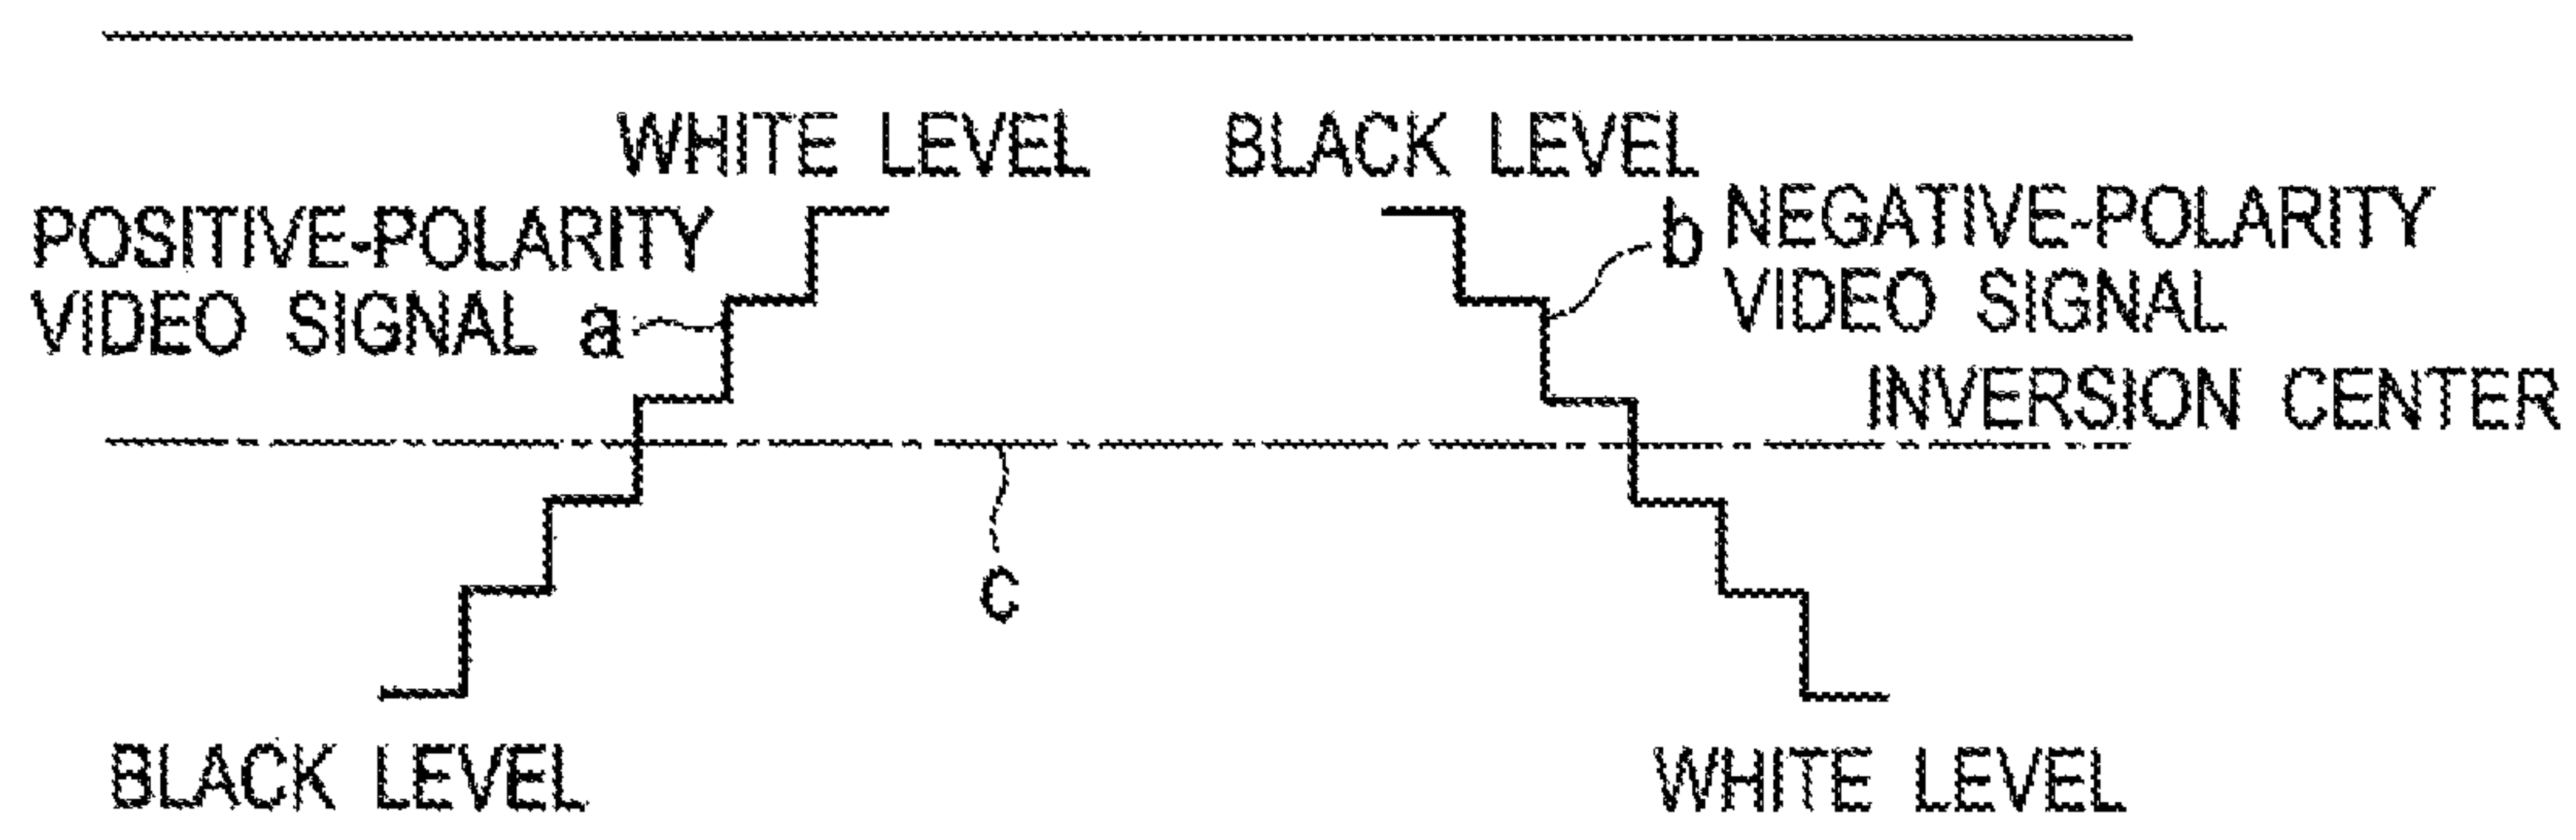 WHITE LEVEL
BLACK LEVEL
POSITIVE-POLARITY
VIDEO SIGNAL a
b NEGATIVE-POLARITY
VIDEO SIGNAL
INVERSION CENTER
c
BLACK LEVEL
WHITE LEVEL